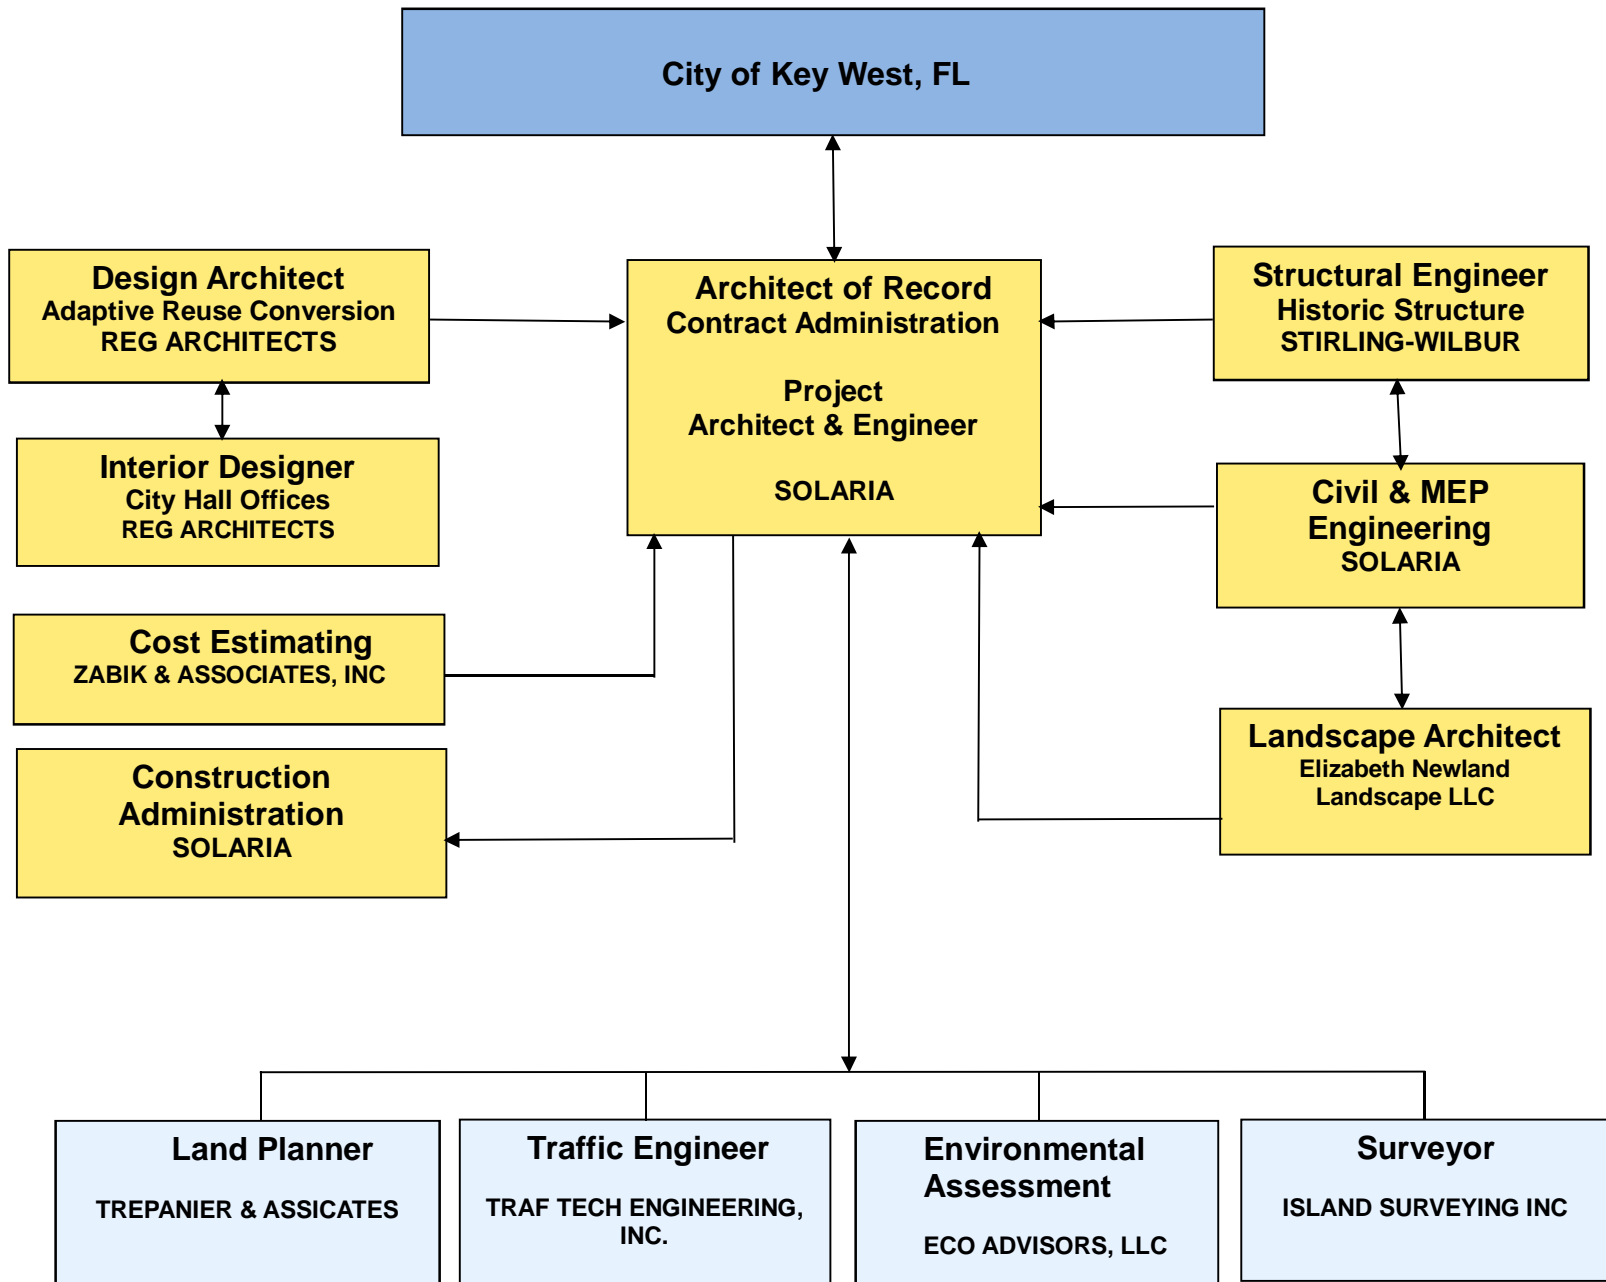 City of Key West, FL
Design Architect
Adaptive Reuse Conversion
REG ARCHITECTS
Architect of Record
Contract Administration
Project
Architect & Engineer
SOLARIA
Structural Engineer
Historic Structure
STIRLING-WILBUR
Interior Designer
City Hall Offices
REG ARCHITECTS
Civil & MEP
Engineering
SOLARIA
Cost Estimating
ZABIK & ASSOCIATES, INC
Landscape Architect
Elizabeth Newland
Landscape LLC
Construction
Administration
SOLARIA
Land Planner
TREPANIER & ASSICATES
Traffic Engineer
TRAF TECH ENGINEERING,
INC.
Environmental
Assessment
ECO ADVISORS, LLC
Surveyor
ISLAND SURVEYING INC